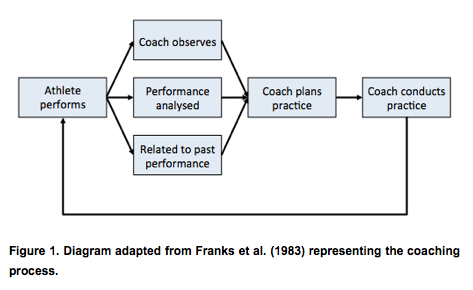 Coach observes
Athlete
performs
Performance
analysed
Coach plans
practice
Coach conducts
practice
Related to past
performance
Figure 1. Diagram adapted from Franks et al. (1983) representing the coaching
process.